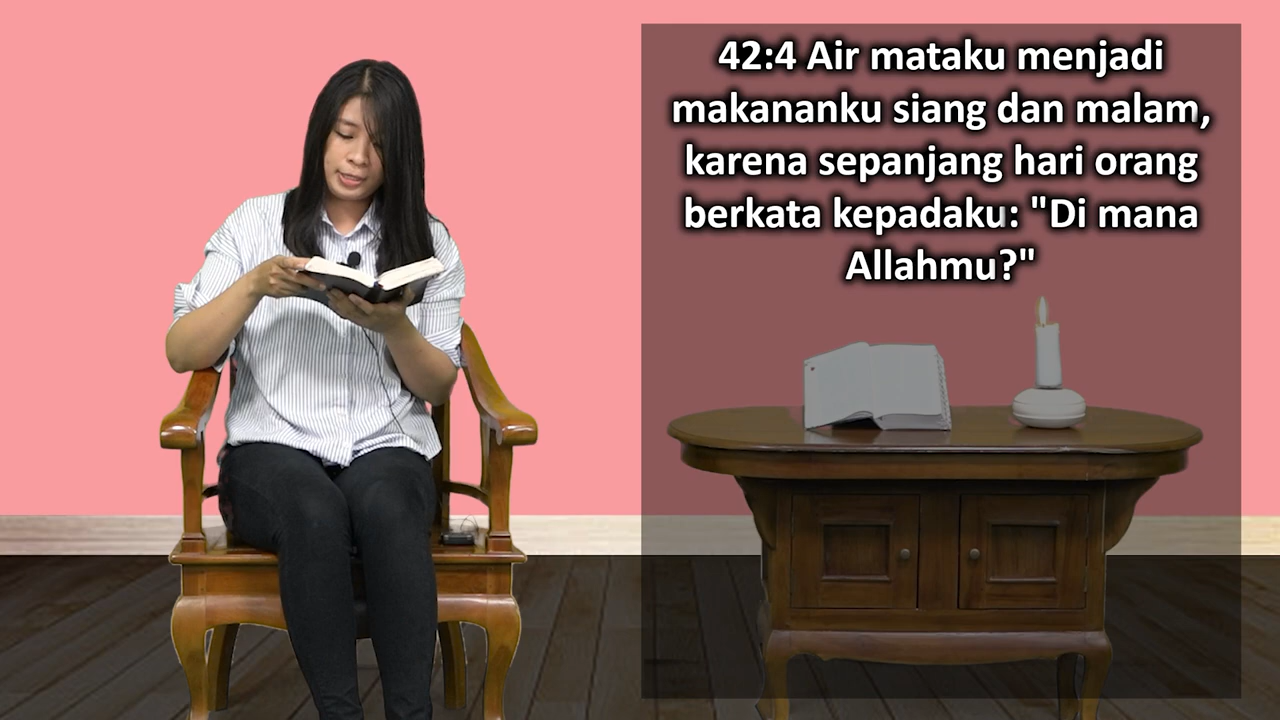 42:4 Air mataku menjadi
makananku siang dan malam,
karena sepanjang hari orang
berkata kepadaku: "Di mana
Allahmu?"